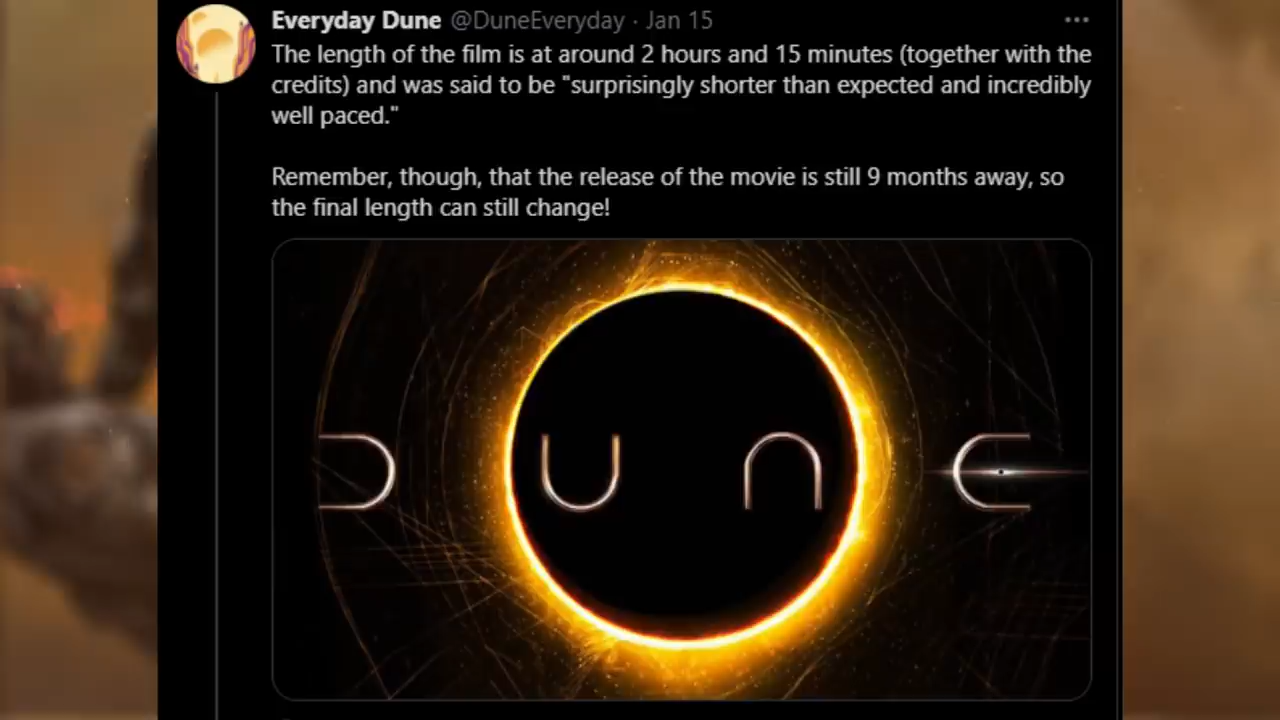 Everyday Dune @DuneEveryday · Jan 15
The length of the film is at around 2 hours and 15 minutes (together with the
credits) and was said to be "surprisingly shorter than expected and incredibly
well paced."
Remember, though, that the release of the movie is still 9 months away, so
the final length can still change!
DUNE